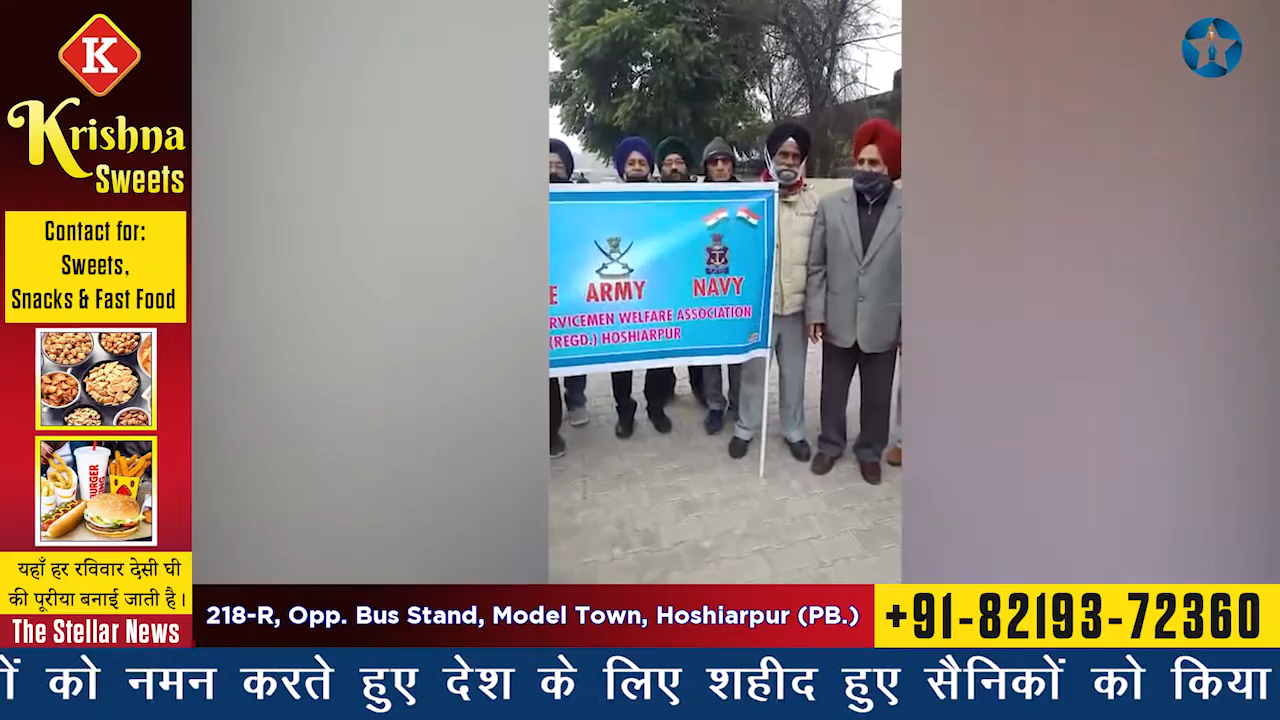 K
Krishna
Sweets
Contact for:
Sweets,
Snacks & Fast Food
BURGER
यहाँ हर रविवार देसी घी
की पूरीया बनाई जाती है।
The Stellar News
E ARMY NAVY
RVICEMEN WELFARE ASSOCIATION
(REGD.) HOSHIARPUR
218-R, Opp. Bus Stand, Model Town, Hoshiarpur (PB.)
+91-82193-72360
ों को नमन करते हुए देश के लिए शहीद हुए सैनिकों को किया